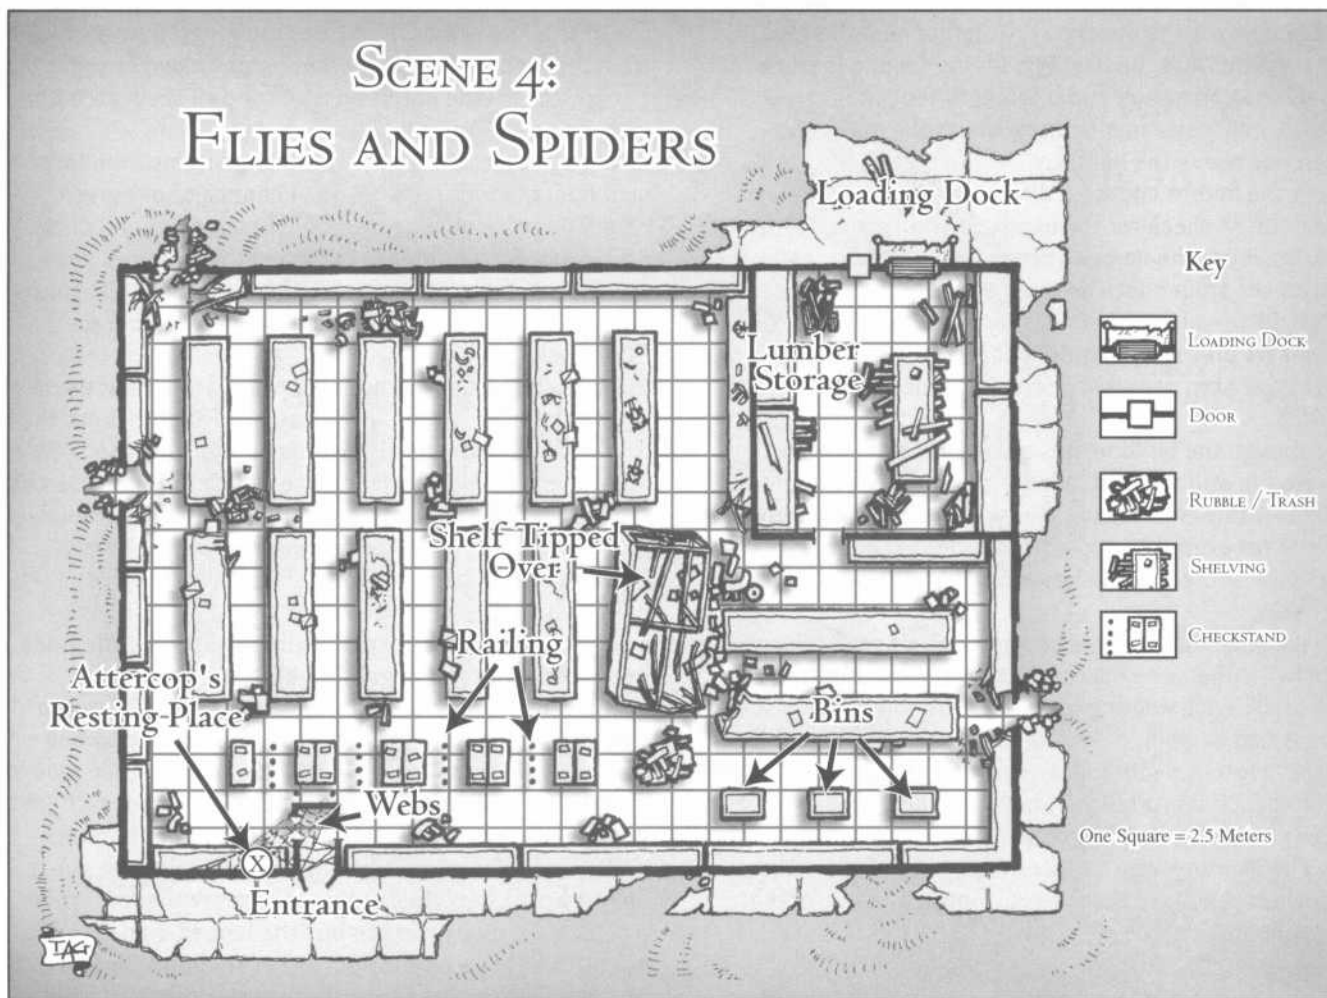 Scene 4:
Flies and Spiders
Loading Dock
Key
Loading Dock
Lumber
Storage
Door
Rubble / Trash
Shelf Tipped
Over
Shelving
Railing
Checkstand
Attercop's
Resting Place
Bins
Webs
One Square = 2.5 Meters
X
Entrance
TAG